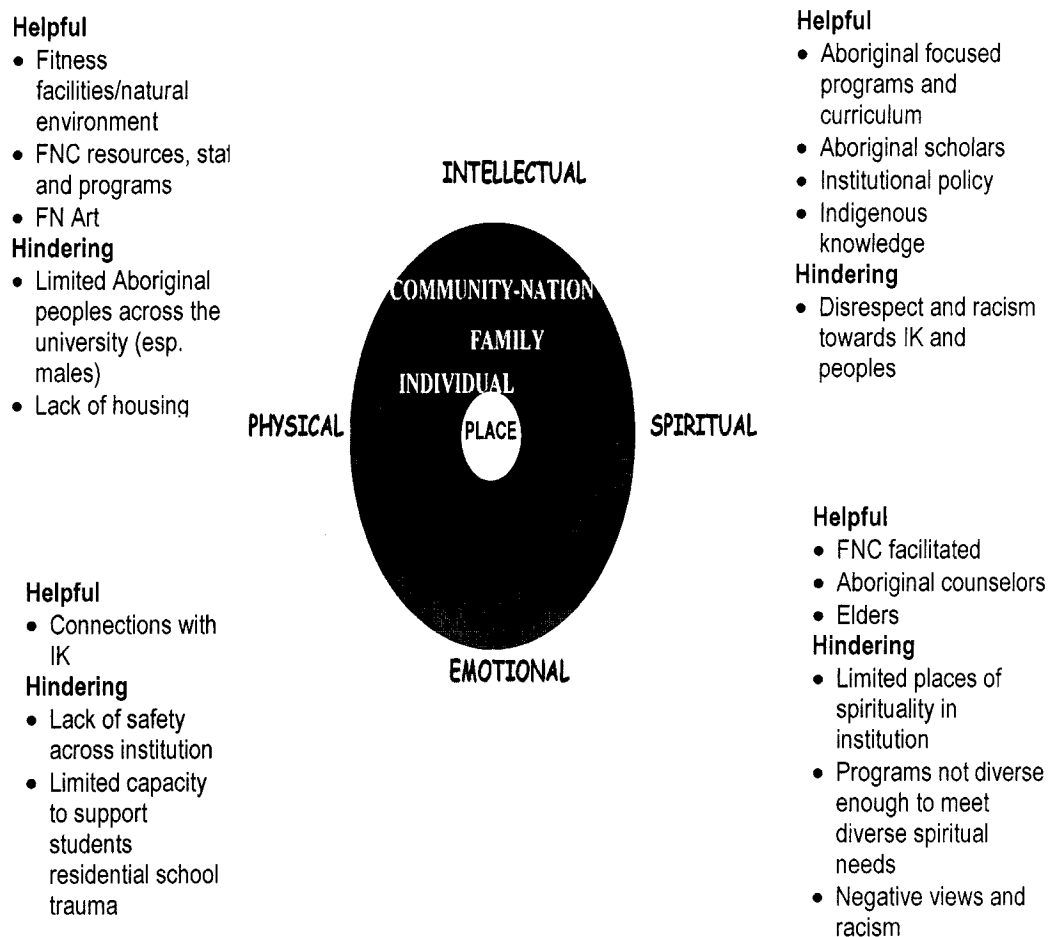 Helpful
• Fitness
facilities/natural
environment
• FNC resources, staf
and programs
• FN Art
Hindering
• Limited Aboriginal
peoples across the
university (esp.
males)
• Lack of housing
Helpful
• Aboriginal focused
programs and
curriculum
• Aboriginal scholars
• Institutional policy
• Indigenous
knowledge
Hindering
• Disrespect and racism
towards IK and
peoples
INTELLECTUAL
COMMUNITY-NATION
FAMILY
INDIVIDUAL
PHYSICAL
PLACE
SPIRITUAL
EMOTIONAL
Helpful
• Connections with
IK
Hindering
• Lack of safety
across institution
• Limited capacity
to support
students
residential school
trauma
Helpful
• FNC facilitated
• Aboriginal counselors
• Elders
Hindering
• Limited places of
spirituality in
institution
• Programs not diverse
enough to meet
diverse spiritual
needs
• Negative views and
racism